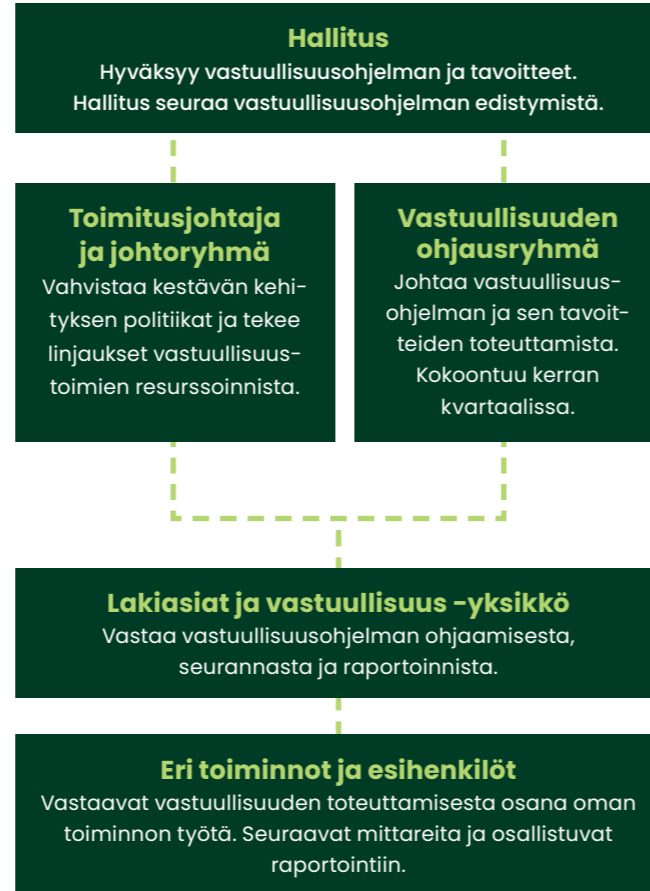 Hallitus
Hyväksyy vastuullisuusohjelman ja tavoitteet.
Hallitus seuraa vastuullisuusohjelman edistymistä.
Toimitusjohtaja
ja johtoryhmä
Vahvistaa kestävän kehi-
tyksen politiikat ja tekee
linjaukset vastuullisuus-
toimien resurssoinnista.
Vastuullisuuden
ohjausryhmä
Johtaa vastuullisuus-
ohjelman ja sen tavoit-
teiden toteuttamista.
Kokoontuu kerran
kvartaalissa.
Lakiasiat ja vastuullisuus -yksikkö
Vastaa vastuullisuusohjelman ohjaamisesta,
seurannasta ja raportoinnista.
Eri toiminnot ja esihenkilöt
Vastaavat vastuullisuuden toteuttamisesta osana oman
toiminnon työtä. Seuraavat mittareita ja osallistuvat
raportointiin.